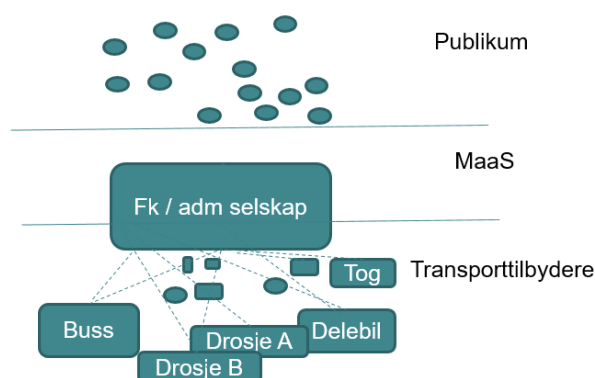 Publikum
MaaS
Fk / adm selskap
Transporttilbydere
Tog
Buss
Delebil
Drosje A
Drosje B